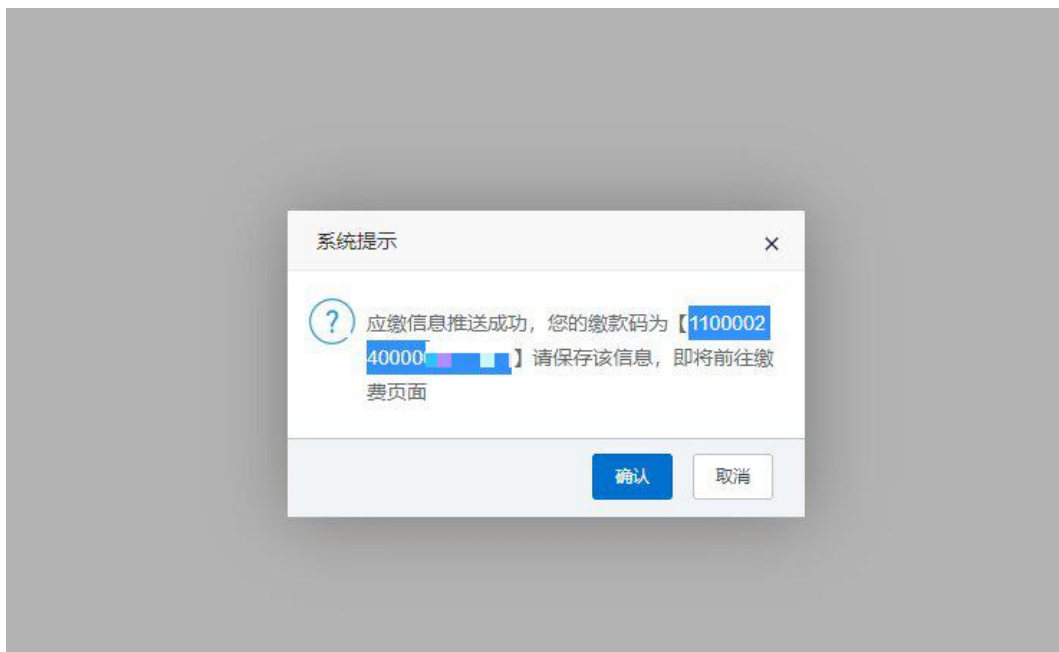 系统提示
应缴信息推送成功，您的缴款码为【1100002
40000】请保存该信息，即将前往缴
费页面
确认
取消